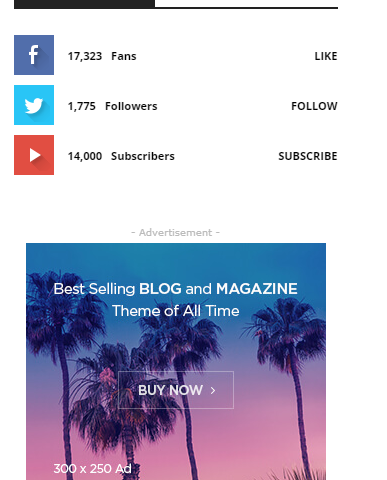 17,323 Fans LIKE
1,775 Followers FOLLOW
14,000 Subscribers SUBSCRIBE
- Advertisement -
Best Selling BLOG and MAGAZINE
Theme of All Time
BUY NOW >
300 x 250 Ad